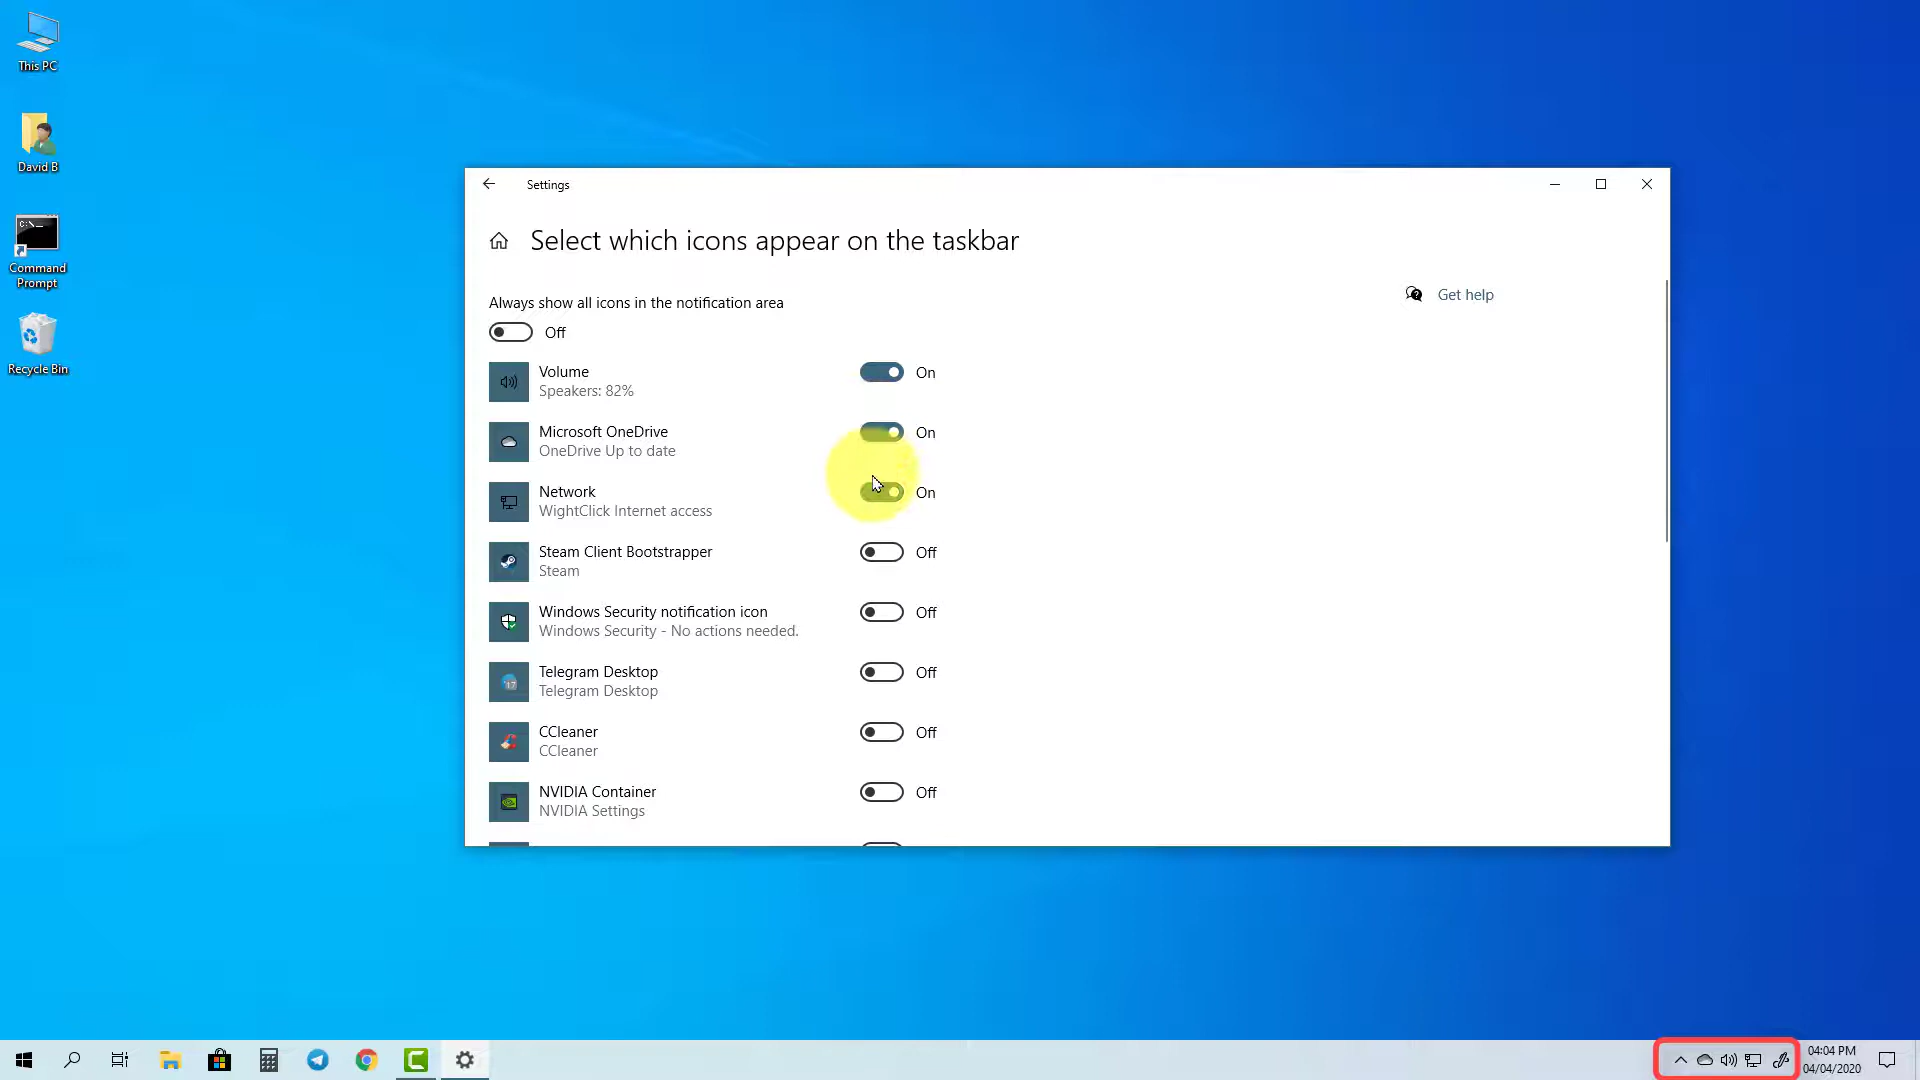 This PC
David B
C:\_
Command
Prompt
Recycle Bin
Settings
Select which icons appear on the taskbar
Always show all icons in the notification area
Off
Get help
Volume
Speakers: 82%
On
Microsoft OneDrive
OneDrive Up to date
On
Network
WightClick Internet access
On
Steam Client Bootstrapper
Steam
Off
Windows Security notification icon
Windows Security - No actions needed.
Off
Telegram Desktop
Telegram Desktop
Off
17
CCleaner
CCleaner
Off
NVIDIA Container
NVIDIA Settings
Off
04:04 PM
04/04/2020